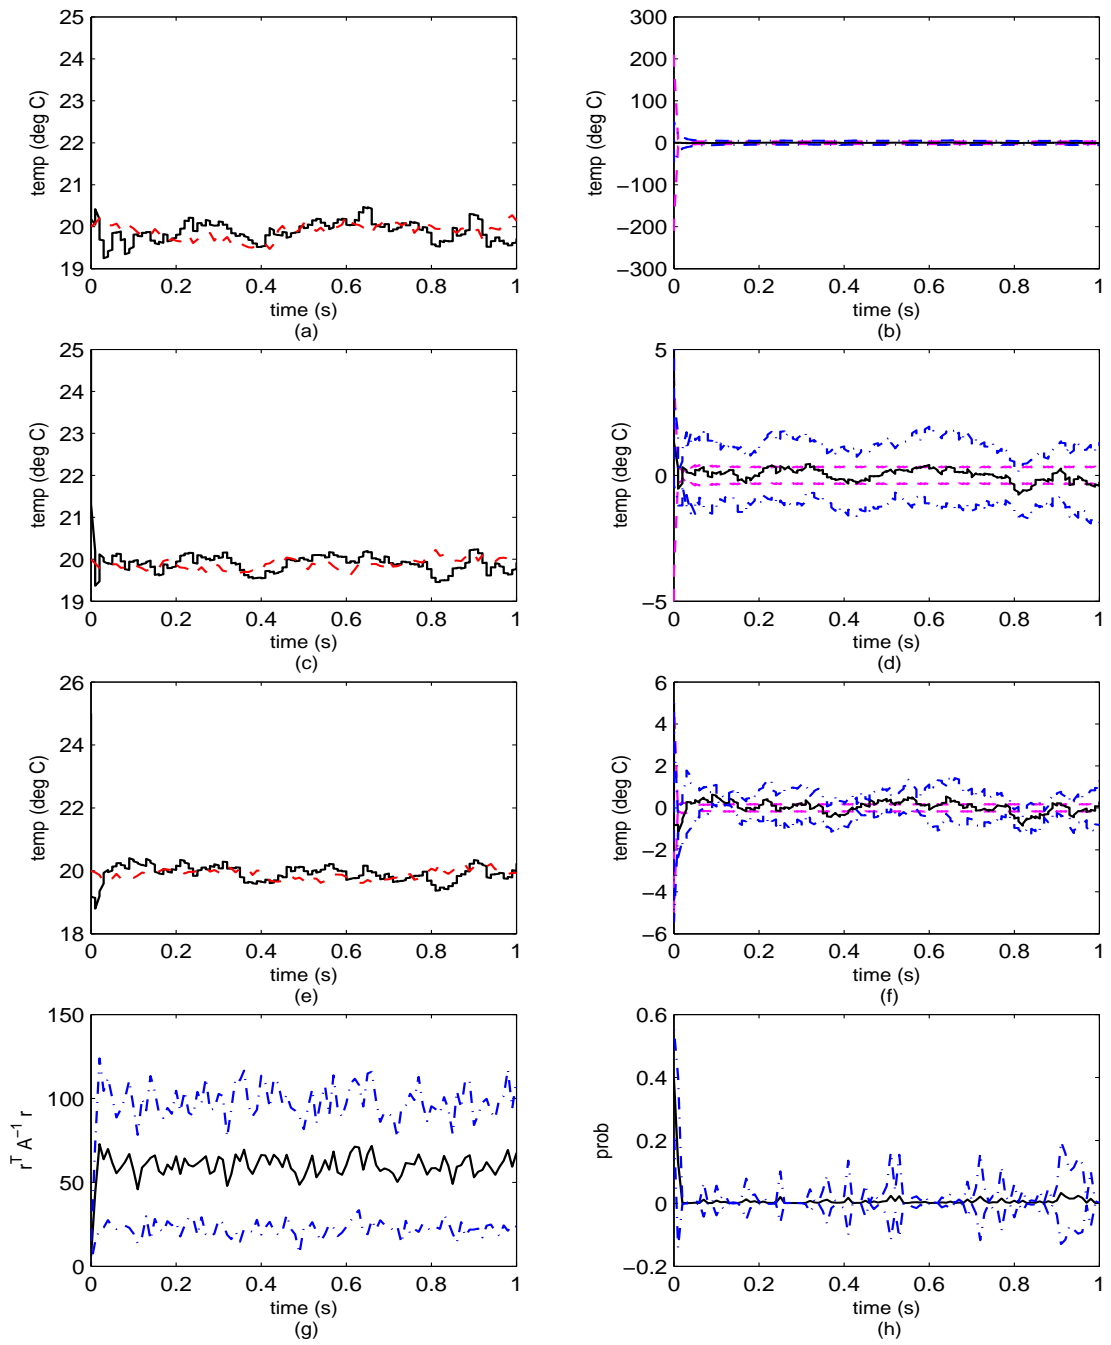 25
24
23
22
21
20
19
temp (deg C)
0 0.2 0.4 0.6 0.8 1
time (s)
(a)
300
200
100
0
−100
−200
−300
temp (deg C)
0 0.2 0.4 0.6 0.8 1
time (s)
(b)
25
24
23
22
21
20
19
temp (deg C)
0 0.2 0.4 0.6 0.8 1
time (s)
(c)
5
0
−5
temp (deg C)
0 0.2 0.4 0.6 0.8 1
time (s)
(d)
26
24
22
20
18
temp (deg C)
0 0.2 0.4 0.6 0.8 1
time (s)
(e)
6
4
2
0
−2
−4
−6
temp (deg C)
0 0.2 0.4 0.6 0.8 1
time (s)
(f)
150
100
50
0
r^T A^−1 r
0 0.2 0.4 0.6 0.8 1
time (s)
(g)
0.6
0.4
0.2
0
−0.2
prob
0 0.2 0.4 0.6 0.8 1
time (s)
(h)